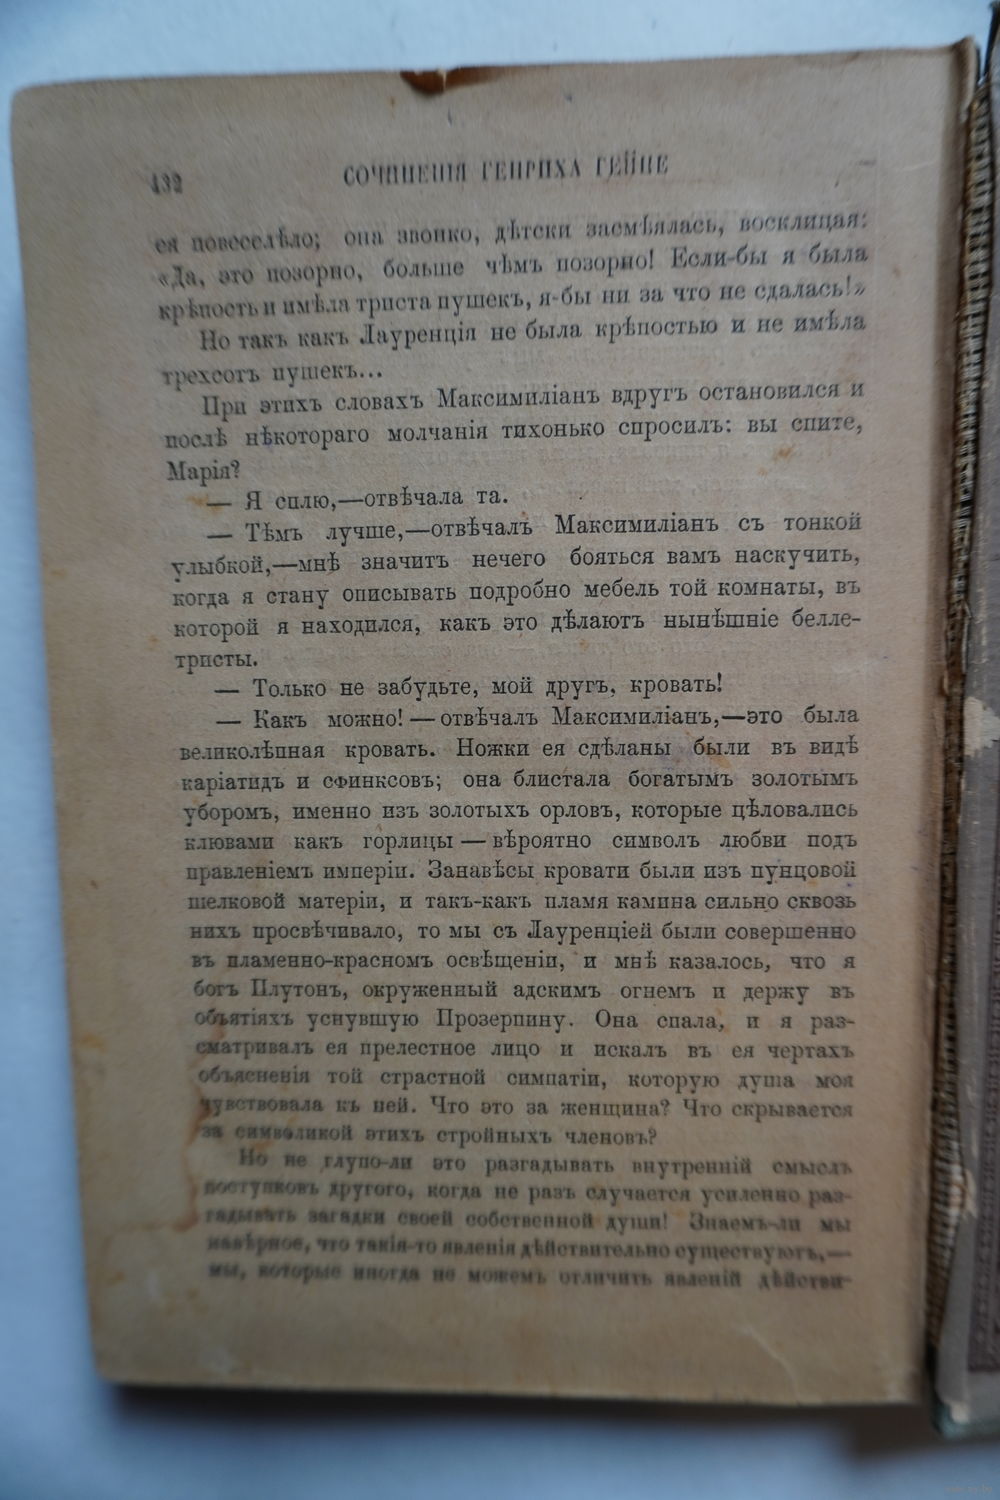 432
СОЧИНЕНІЯ ГЕНРИХА ГЕЙНЕ
ея повеселѣло; она звонко, дѣтски засмѣялась, восклицая:
«Да, это позорно, больше чѣмъ позорно! Если-бы я была
крѣпость и имѣла триста пушекъ, я-бы ни за что не сдалась!»
Но такъ какъ Лауренція не была крѣпостью и не имѣла
трехсотъ пушекъ...
При этихъ словахъ Максимиліанъ вдругъ остановился и
послѣ нѣкотораго молчанія тихонько спросилъ: вы спите,
Марія?
— Я сплю,—отвѣчала та.
— Тѣмъ лучше,—отвѣчалъ Максимиліанъ съ тонкой
улыбкой,—мнѣ значитъ нечего бояться вамъ наскучить,
когда я стану описывать подробно мебель той комнаты, въ
которой я находился, какъ это дѣлаютъ нынѣшніе белле-
тристы.
— Только не забудьте, мой другъ, кровать!
— Какъ можно! — отвѣчалъ Максимиліанъ,—это была
великолѣпная кровать. Ножки ея сдѣланы были въ видѣ
каріатидъ и сфинксовъ; она блистала богатымъ золотымъ
уборомъ, именно изъ золотыхъ орловъ, которые цѣловались
клювами какъ горлицы — вѣроятно символъ любви подъ
правленіемъ имперіи. Занавѣсы кровати были изъ пунцовой
шелковой матеріи, и такъ-какъ пламя камина сильно сквозь
нихъ просвѣчивало, то мы съ Лауренціей были совершенно
въ пламенно-красномъ освѣщеніи, и мнѣ казалось, что я
богъ Плутонъ, окруженный адскимъ огнемъ и держу въ
объятіяхъ уснувшую Прозерпину. Она спала, и я раз-
сматривалъ ея прелестное лицо и искалъ въ ея чертахъ
объясненія той страстной симпатіи, которую душа моя
чувствовала къ ней. Что это за женщина? Что скрывается
за символикой этихъ стройныхъ членовъ?
Но не глупо-ли это разгадывать внутренній смыслъ
поступковъ другого, когда не разъ случается усиленно раз-
гадывать загадки своей собственной души! Знаемъ-ли мы
навѣрное, что такія-то явленія дѣйствительно существуютъ,—
мы, которые иногда не можемъ отличить явленій дѣйстви-